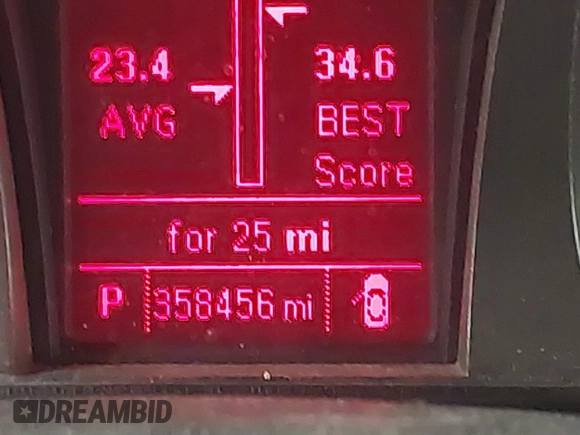 23.4 34.6
AVG BEST
Score
for 25 mi
P 358456 mi
DREAMBID